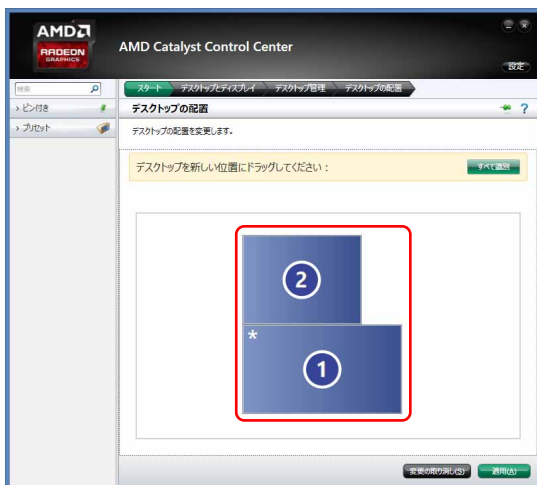 AMD
RADEON
GRAPHICS
AMD Catalyst Control Center
設定
検索
スタート デスクトップとディスプレイ デスクトップ管理 デスクトップの配置
ピン付き
デスクトップの配置
?
プリセット
デスクトップの配置を変更します。
デスクトップを新しい位置にドラッグしてください :
すべて識別
2
*
1
変更の取り消し(S)
適用(A)